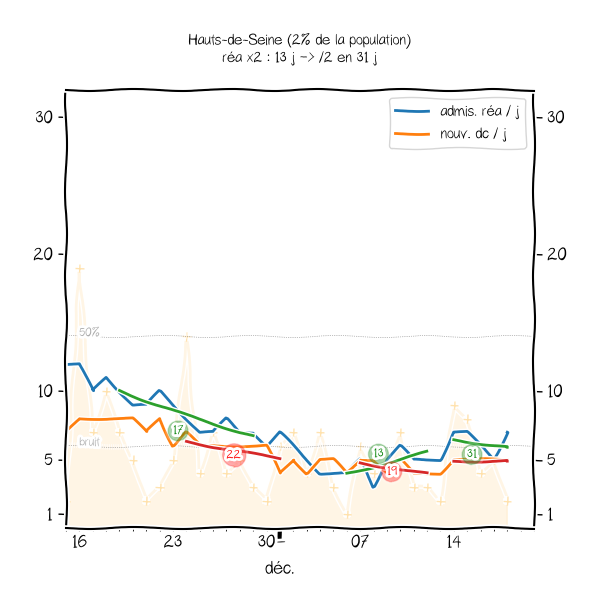 Hauts-de-Seine (2% de la population)
réa x2 : 13 j -> /2 en 31 j
admis. réa / j
nouv. dc / j
30 30
20 20
50%
10 10
bruit
17
22
13
19
31
5 5
1 1
16 23 30 07 14
déc.